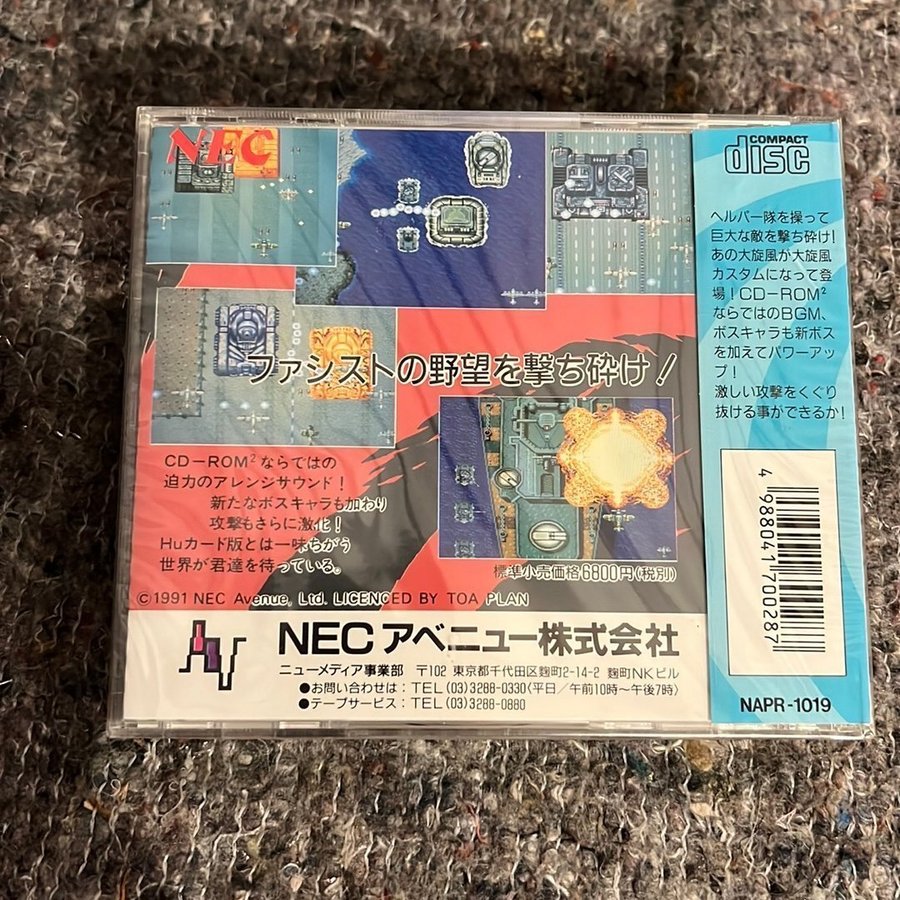 NEC
ファシストの野望を撃ち砕け!
CD-ROM²ならではの
迫力のアレンジサウンド!
新たなボスキャラも加わり
攻撃もさらに激化!
Huカード版とは一味ちがう
世界が君達を待っている。
標準小売価格6800円(税別)
©1991 NEC Avenue, Ltd. LICENCED BY TOA PLAN
NECアベニュー株式会社
ニューメディア事業部 〒102 東京都千代田区麹町2-14-2 麹町NKビル
●お問い合わせは:TEL(03)3288-0330(平日/午前10時~午後7時)
●テープサービス:TEL(03)3288-0880
COMPACT
disc
ヘルパー隊を操って
巨大な敵を撃ち砕け!
あの大旋風が大旋風
カスタムになって登
場!CD-ROM²
ならではのBGM、
ボスキャラも新ボス
を加えてパワーアッ
プ!
激しい攻撃をくぐり
抜ける事ができるか!
4988041700287
NAPR-1019